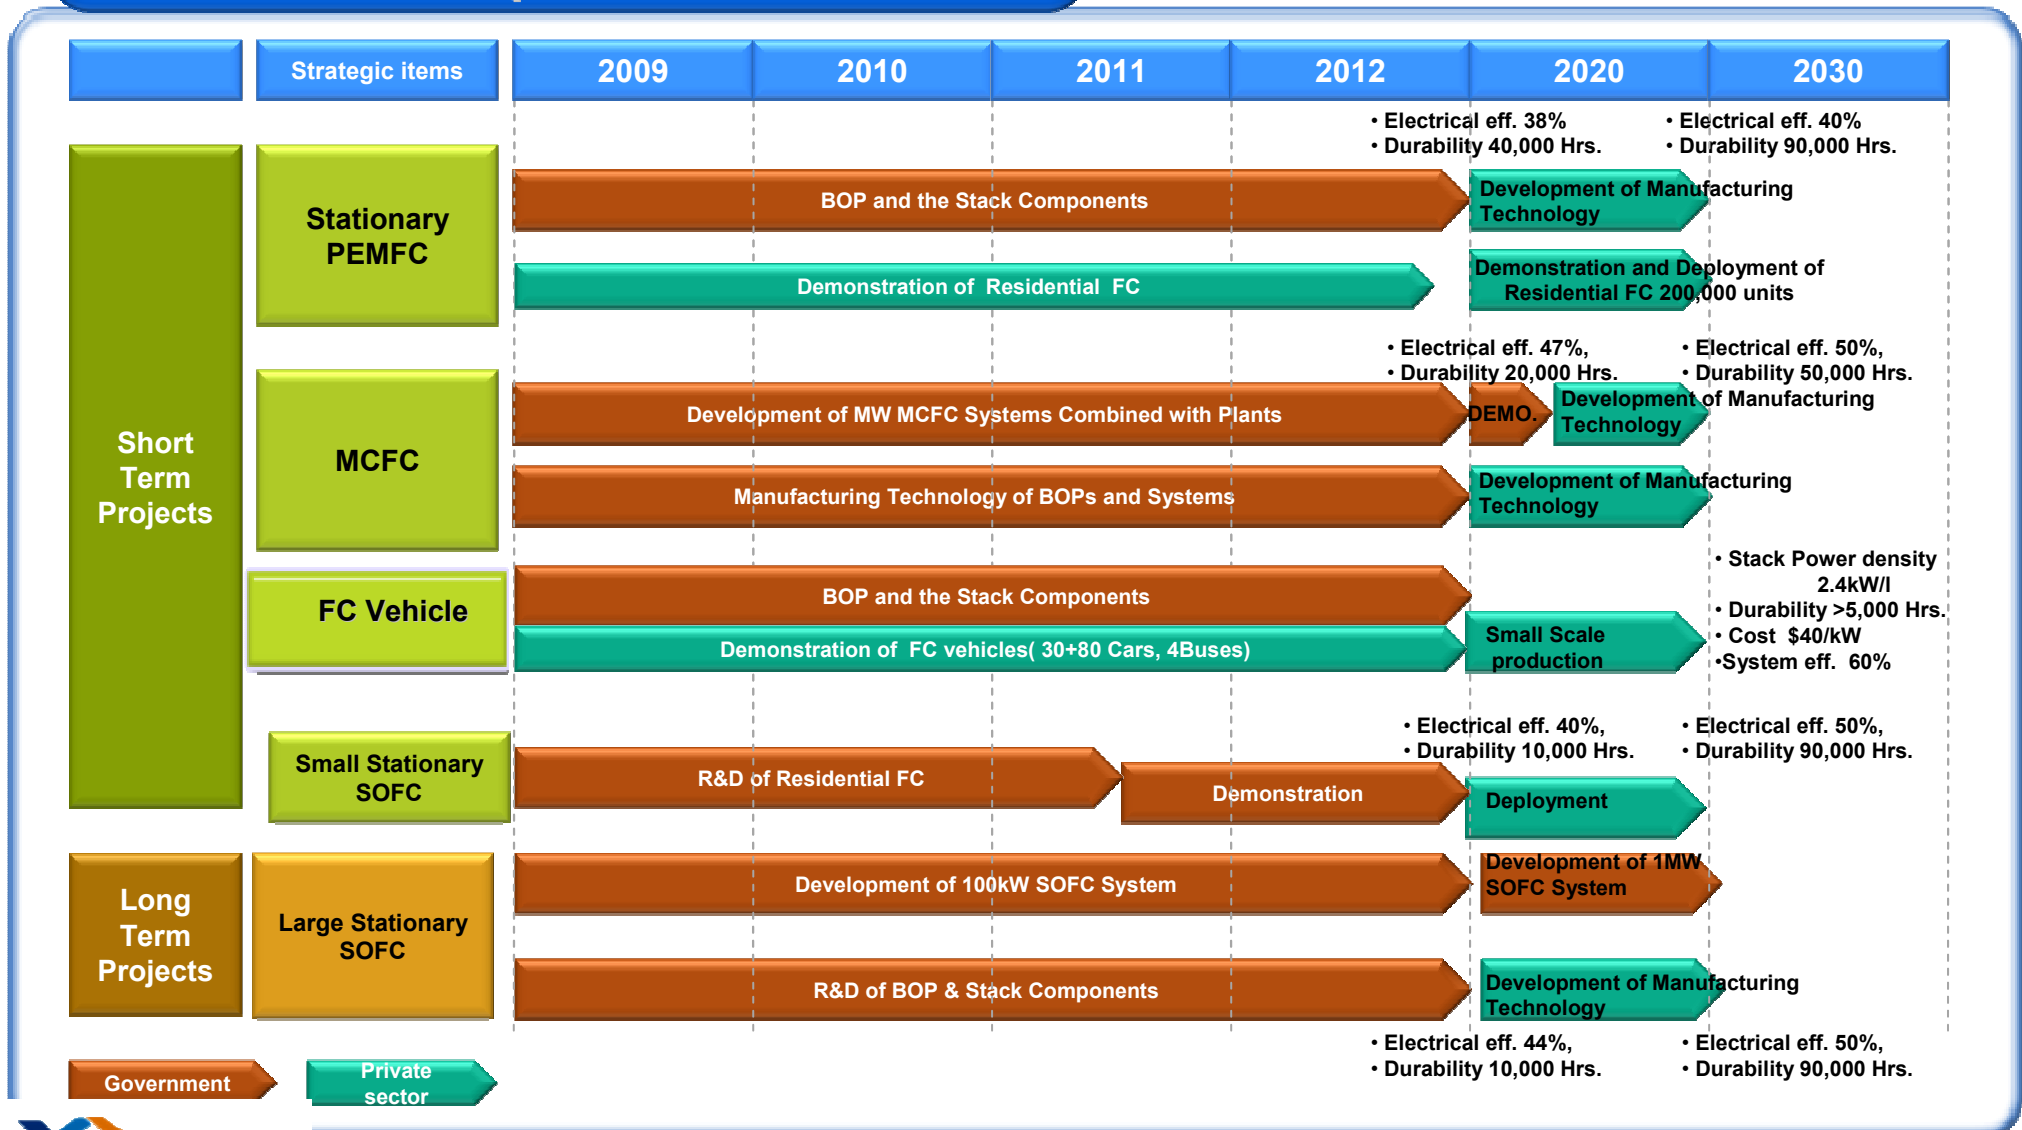 Strategic items
2009
2010
2011
2012
2020
2030
• Electrical eff. 38%
• Durability 40,000 Hrs.
• Electrical eff. 40%
• Durability 90,000 Hrs.
Short
Term
Projects
Stationary
PEMFC
BOP and the Stack Components
Development of Manufacturing
Technology
Demonstration of Residential FC
Demonstration and Deployment of
Residential FC 200,000 units
• Electrical eff. 47%,
• Durability 20,000 Hrs.
• Electrical eff. 50%,
• Durability 50,000 Hrs.
MCFC
Development of MW MCFC Systems Combined with Plants
DEMO.
Development of Manufacturing
Technology
Manufacturing Technology of BOPs and Systems
Development of Manufacturing
Technology
FC Vehicle
BOP and the Stack Components
Demonstration of FC vehicles( 30+80 Cars, 4Buses)
Small Scale
production
• Stack Power density
2.4kW/l
• Durability >5,000 Hrs.
• Cost $40/kW
•System eff. 60%
• Electrical eff. 40%,
• Durability 10,000 Hrs.
• Electrical eff. 50%,
• Durability 90,000 Hrs.
Small Stationary
SOFC
R&D of Residential FC
Demonstration
Deployment
Long
Term
Projects
Large Stationary
SOFC
Development of 100kW SOFC System
Development of 1MW
SOFC System
R&D of BOP & Stack Components
Development of Manufacturing
Technology
• Electrical eff. 44%,
• Durability 10,000 Hrs.
• Electrical eff. 50%,
• Durability 90,000 Hrs.
Government
Private
sector